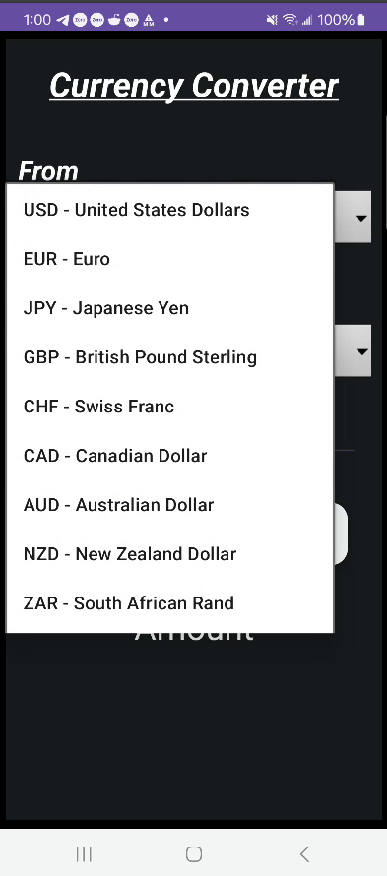 1:00
100%
Currency Converter
From
USD - United States Dollars
EUR - Euro
JPY - Japanese Yen
GBP - British Pound Sterling
CHF - Swiss Franc
CAD - Canadian Dollar
AUD - Australian Dollar
NZD - New Zealand Dollar
ZAR - South African Rand
Amount